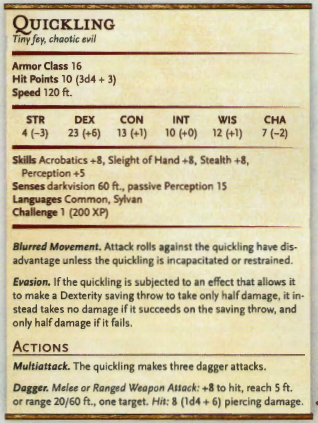 QUICKLING
Tiny fey, chaotic evil
Armor Class 16
Hit Points 10 (3d4 + 3)
Speed 120 ft.
STR DEX CON INT WIS CHA
4 (−3) 23 (+6) 13 (+1) 10 (+0) 12 (+1) 7 (−2)
Skills Acrobatics +8, Sleight of Hand +8, Stealth +8,
Perception +5
Senses darkvision 60 ft., passive Perception 15
Languages Common, Sylvan
Challenge 1 (200 XP)
Blurred Movement. Attack rolls against the quickling have dis-
advantage unless the quickling is incapacitated or restrained.
Evasion. If the quickling is subjected to an effect that allows it
to make a Dexterity saving throw to take only half damage, it in-
stead takes no damage if it succeeds on the saving throw, and
only half damage if it fails.
ACTIONS
Multiattack. The quickling makes three dagger attacks.
Dagger. Melee or Ranged Weapon Attack: +8 to hit, reach 5 ft.
or range 20/60 ft., one target. Hit: 8 (1d4 + 6) piercing damage.